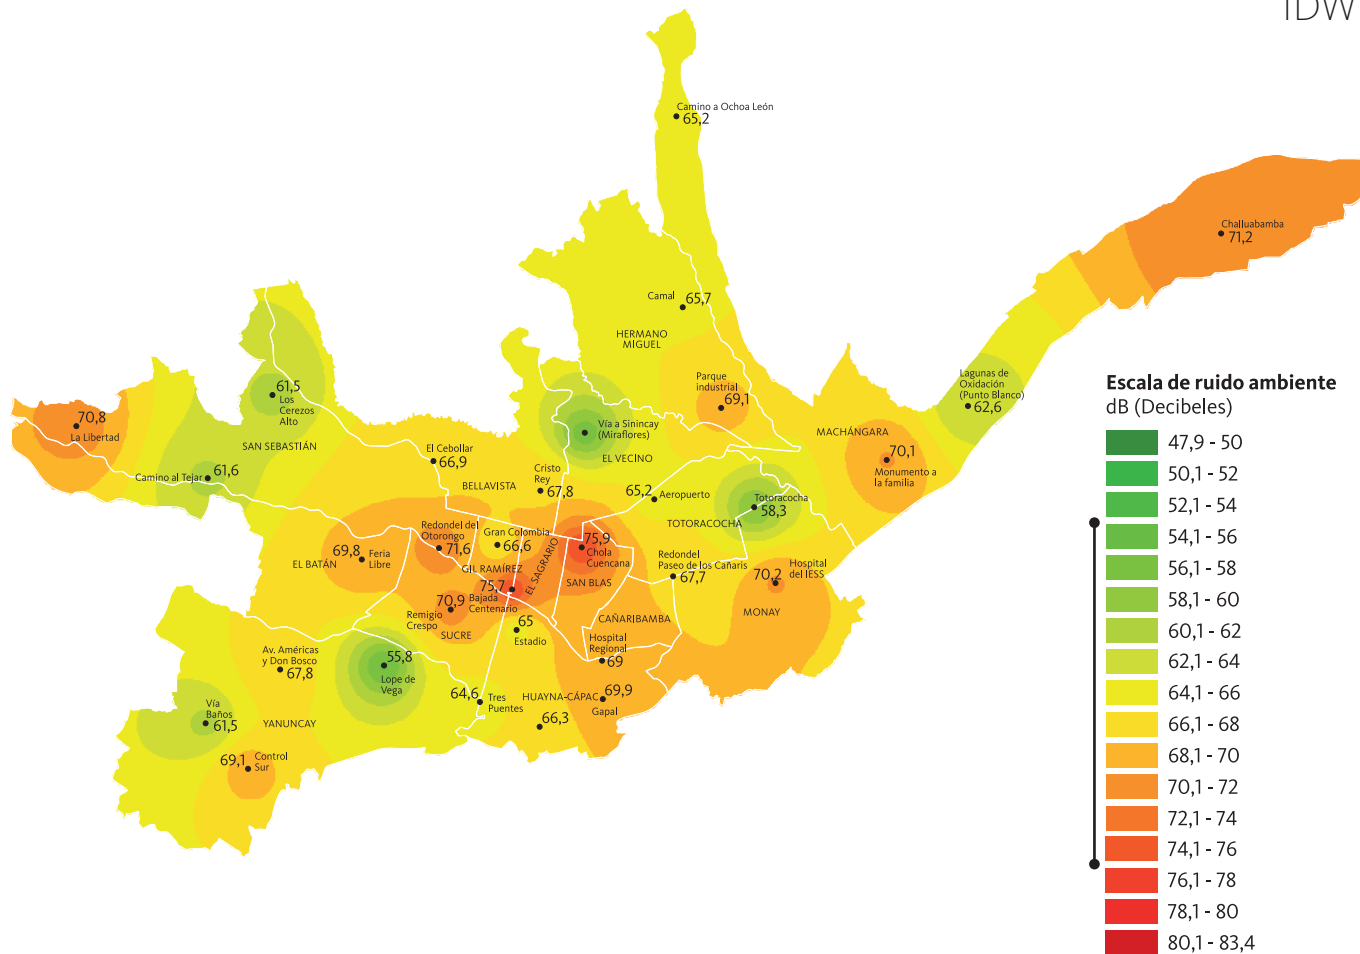 IDW
Camino a Ochoa León
65,2
Challuabamba
71,2
Camal
65,7
HERMANO
MIGUEL
Parque
industrial
69,1
Lagunas de
Oxidación
(Punto Blanco)
62,6
61,5
Los
Cerezos
Alto
70,8
La Libertad
SAN SEBASTIÁN
Camino al Tejar
61,6
El Cebollar
66,9
BELLAVISTA
Cristo
Rey
67,8
Vía a Sinincay
(Miraflores)
EL VECINO
MACHÁNGARA
70,1
Monumento a
la familia
65,2
Aeropuerto
Totoracocha
58,3
TOTORACOCHA
Redondel del
Otorongo
71,6
Gran Colombia
66,6
EL SAGRARIO
75,9
Chola
Cuencana
69,8
Feria
Libre
EL BATÁN
GIL RAMÍREZ
75,7
Bajada
Centenario
SAN BLAS
Redondel
Paseo de los Cañaris
67,7
70,2
Hospital
del IESS
MONAY
70,9
Remigio
Crespo
SUCRE
65
Estadio
CAÑARIBAMBA
Hospital
Regional
69
Av. Américas
y Don Bosco
67,8
55,8
Lope de
Vega
64,6
Tres
Puentes
HUAYNA-CÁPAC
69,9
Gapal
66,3
Vía
Baños
61,5
YANUNCAY
69,1
Control
Sur
Escala de ruido ambiente
dB (Decibeles)
47,9 - 50
50,1 - 52
52,1 - 54
54,1 - 56
56,1 - 58
58,1 - 60
60,1 - 62
62,1 - 64
64,1 - 66
66,1 - 68
68,1 - 70
70,1 - 72
72,1 - 74
74,1 - 76
76,1 - 78
78,1 - 80
80,1 - 83,4